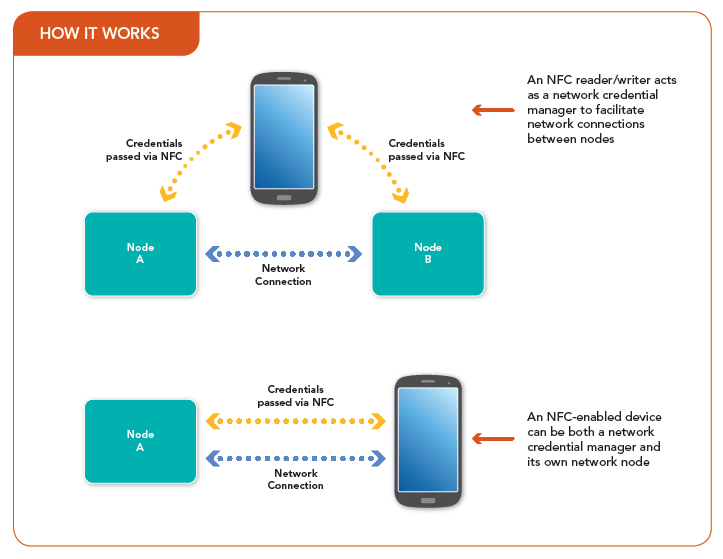 HOW IT WORKS
An NFC reader/writer acts
as a network credential
manager to facilitate
network connections
between nodes
Credentials
passed via NFC
Credentials
passed via NFC
Node
A
Node
B
Network
Connection
Credentials
passed via NFC
Node
A
An NFC-enabled device
can be both a network
credential manager and
its own network node
Network
Connection